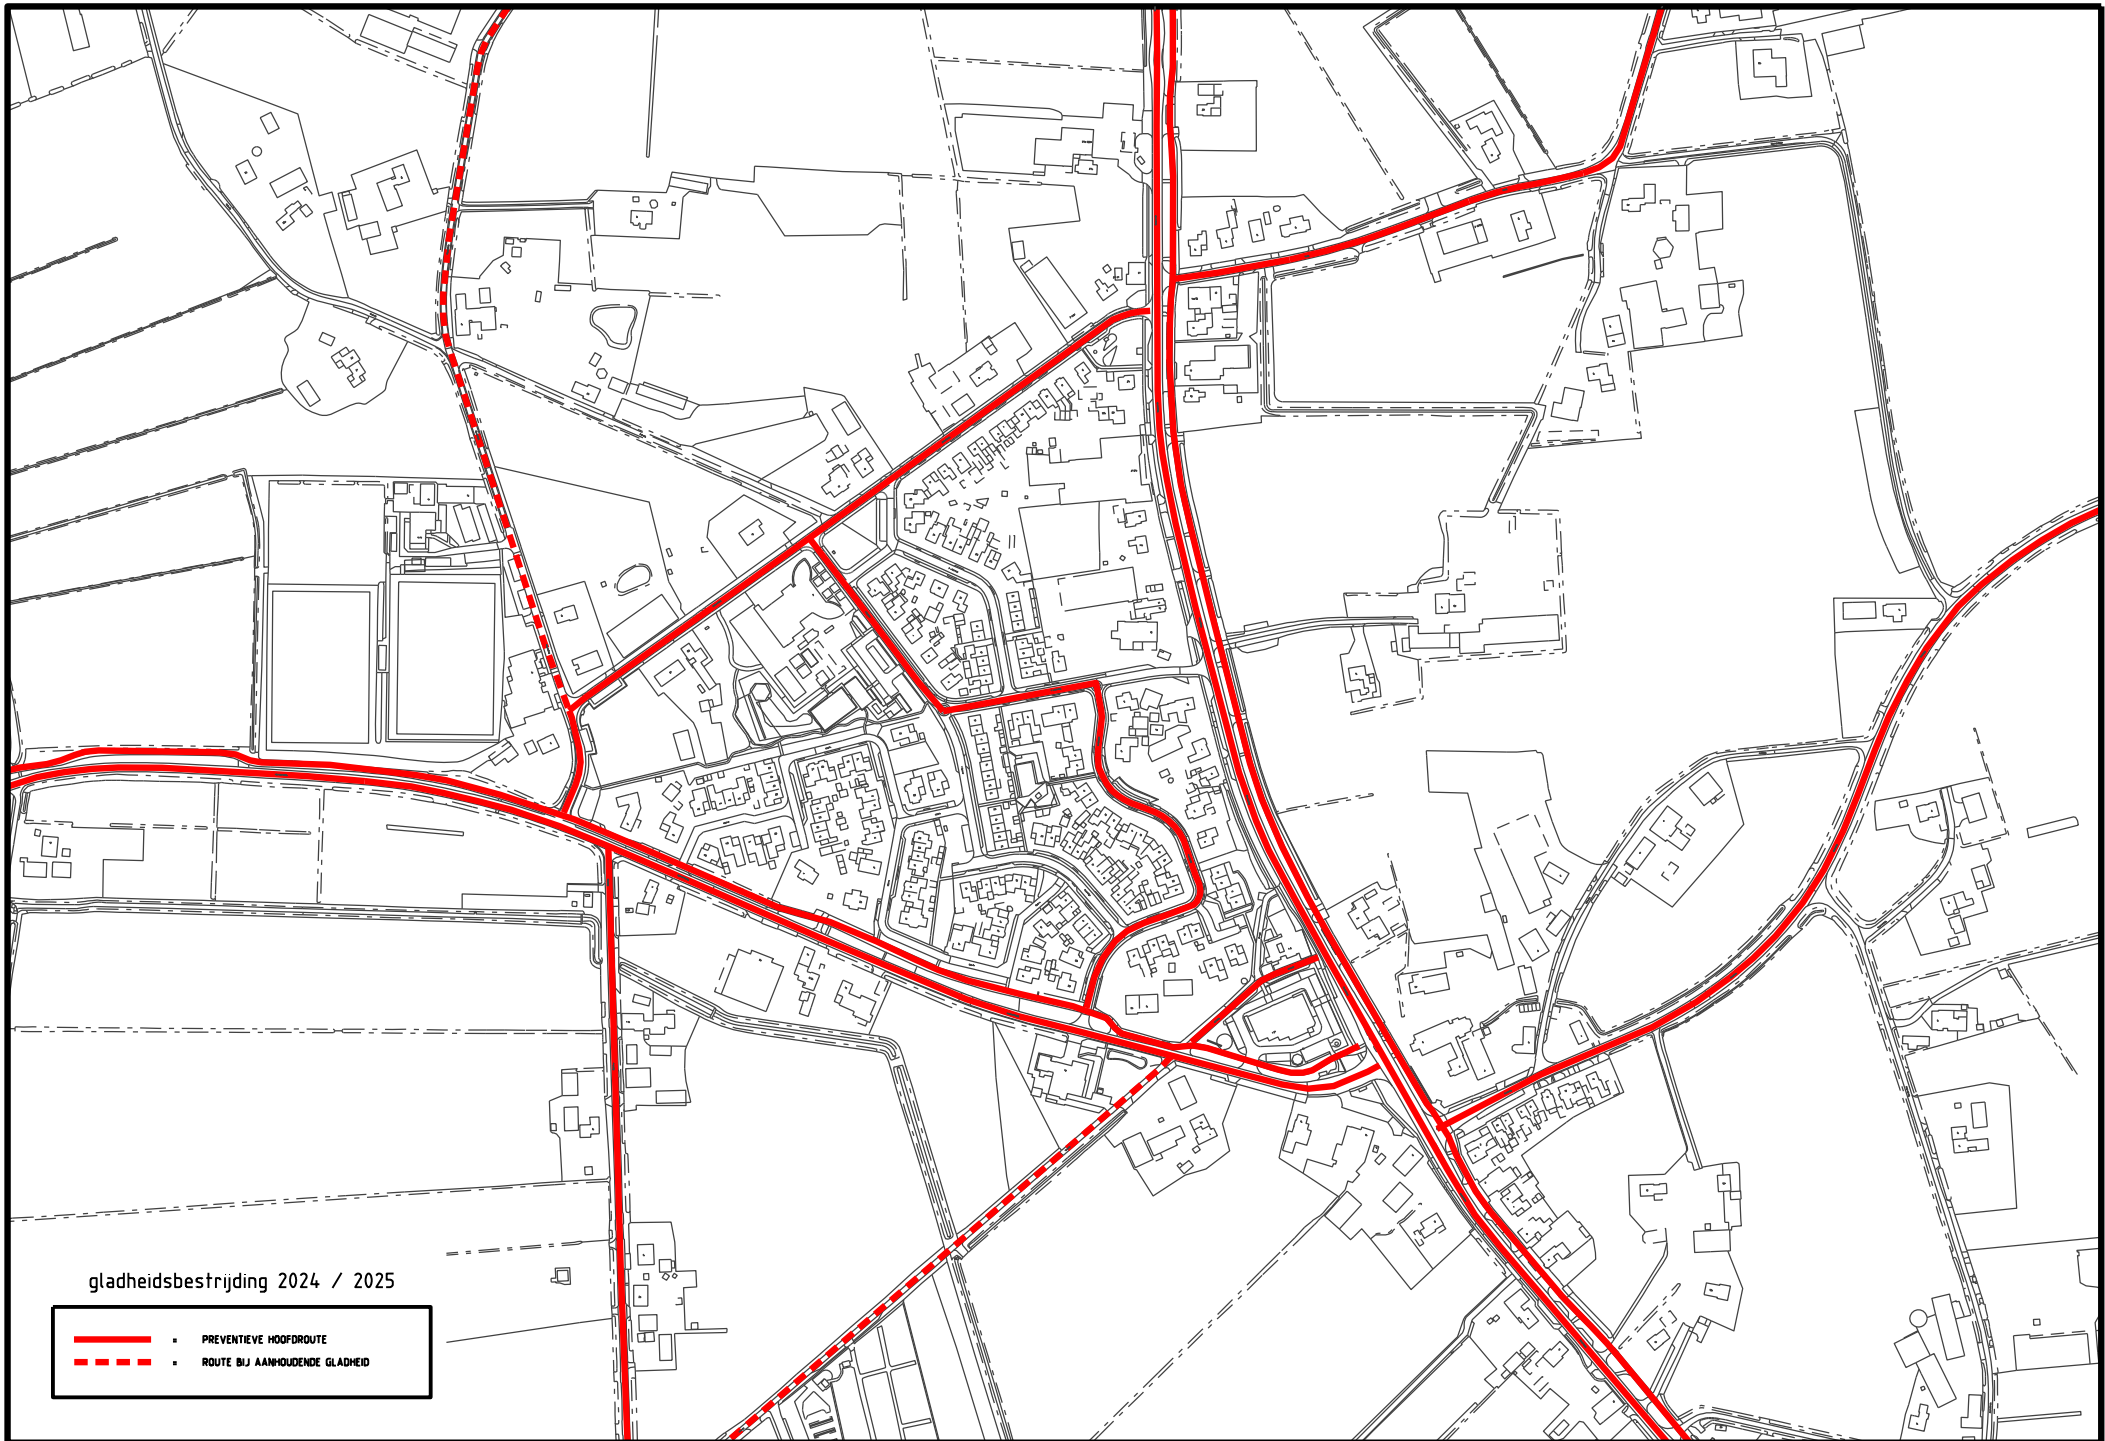 gladheidsbestrijding 2024 / 2025
PREVENTIEVE HOOFDROUTE
ROUTE BIJ AANHOUDENDE GLADHEID